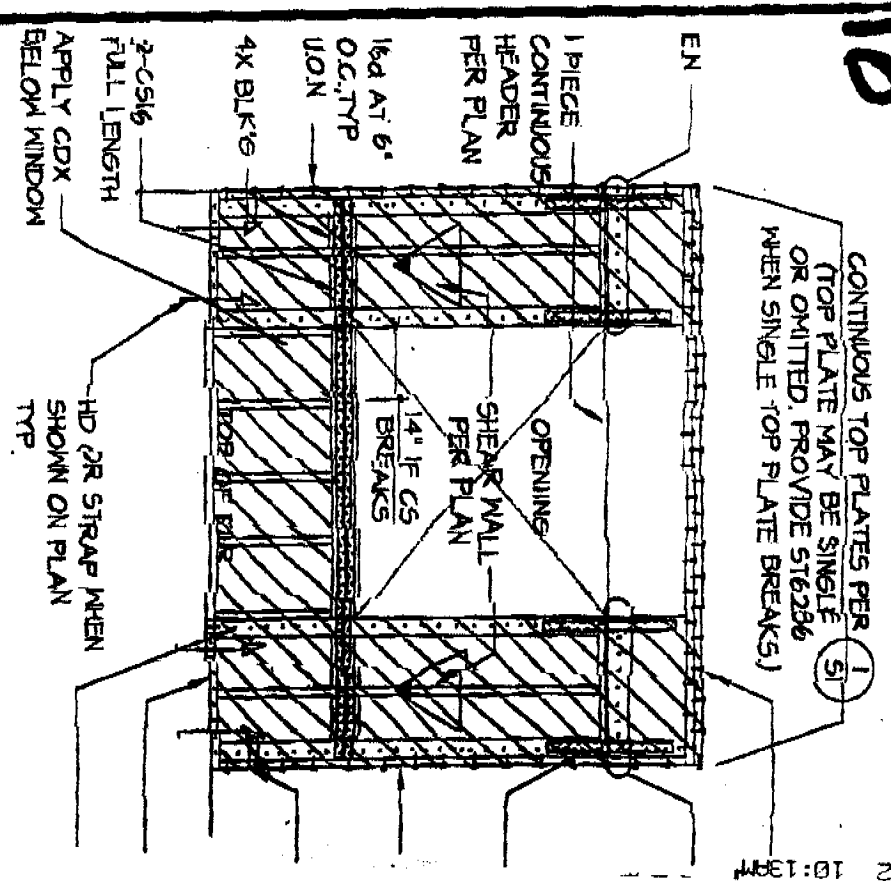 10
2 10:13AM
CONTINUOUS TOP PLATES PER
(TOP PLATE MAY BE SINGLE
OR OMITTED. PROVIDE ST6236
WHEN SINGLE TOP PLATE BREAKS.)
1
S1
EN
1 PIECE
CONTINUOUS
HEADER
PER PLAN
16d AT 6"
O.C., TYP
U.O.N
4X BLK'G
2-CS16
FULL LENGTH
APPLY CDX
BELOW WINDOW
OPENING
SHEAR WALL
PER PLAN
14" IF CS
BREAKS
HD OR STRAP WHEN
SHOWN ON PLAN
TYP.